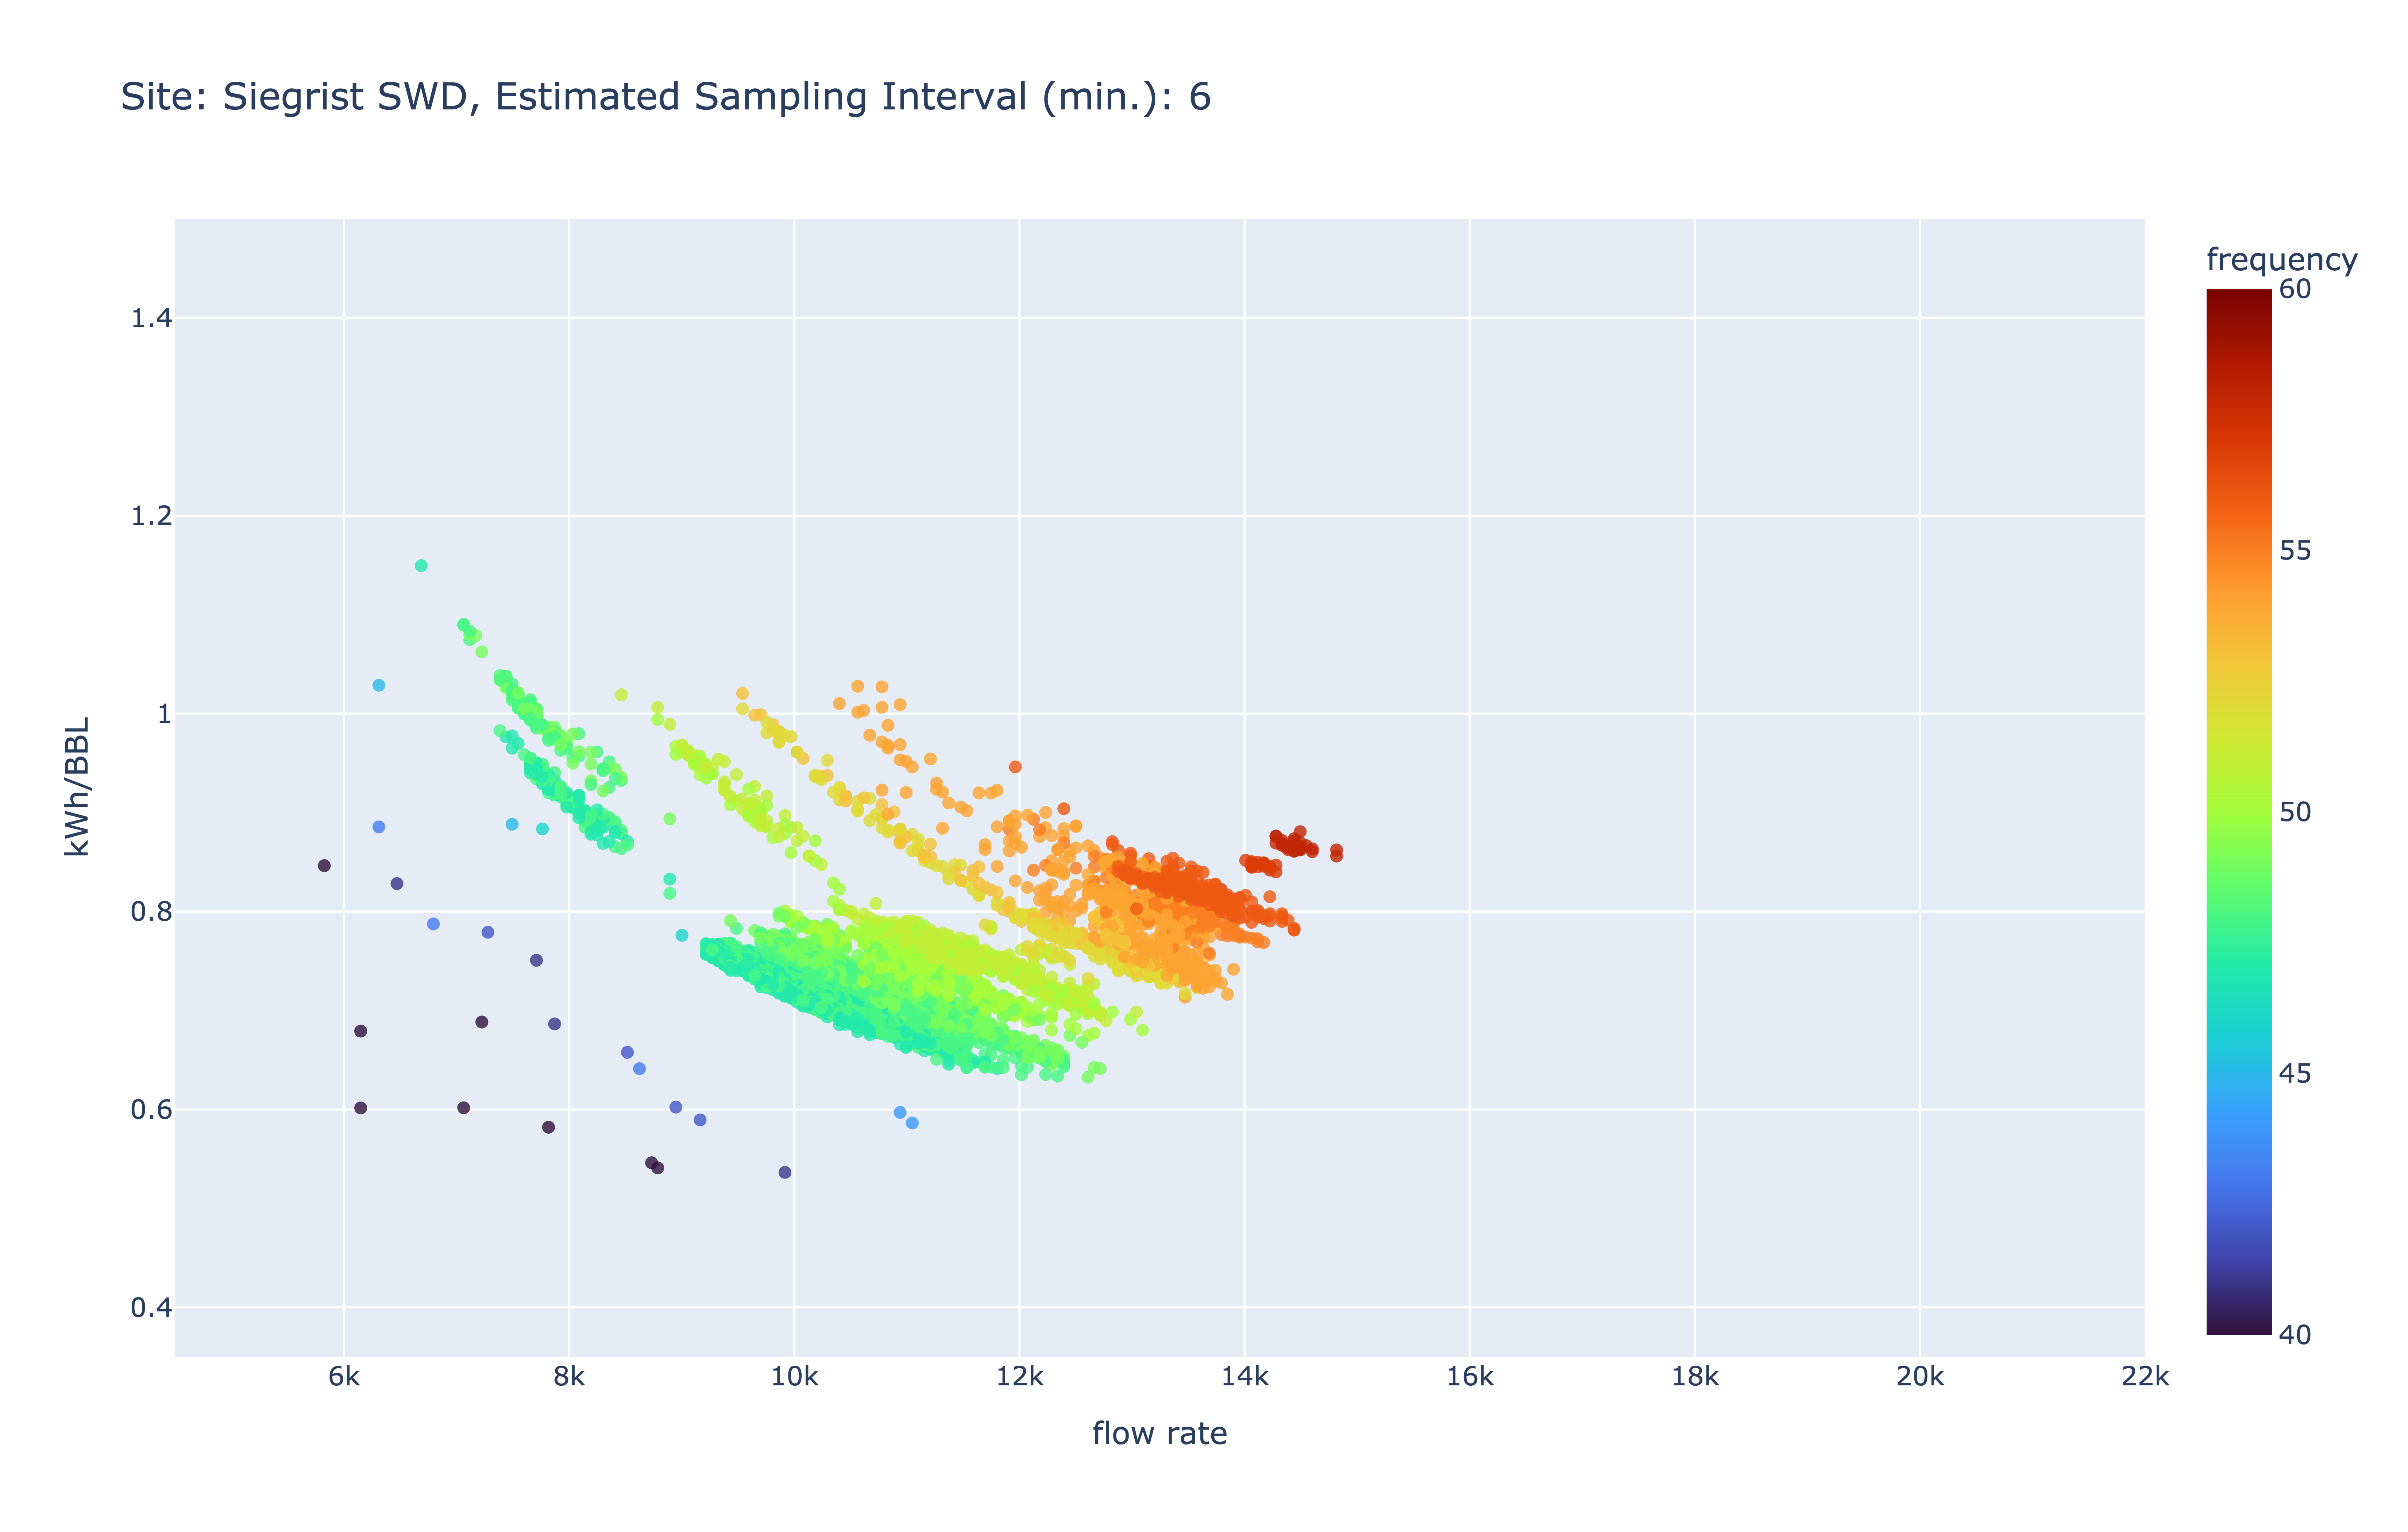 Site: Siegrist SWD, Estimated Sampling Interval (min.): 6
frequency
60
55
50
45
40
1.4
1.2
1
0.8
0.6
0.4
kWh/BBL
6k 8k 10k 12k 14k 16k 18k 20k 22k
flow rate